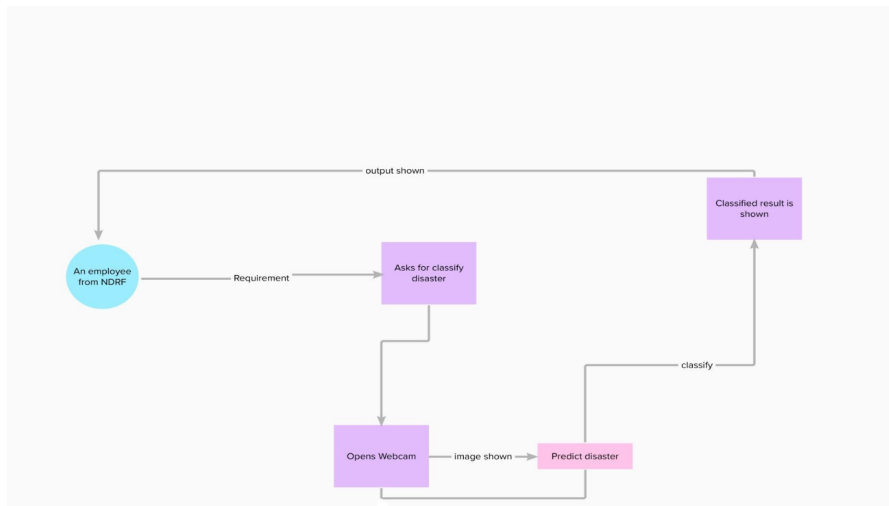 output shown
Classified result is
shown
An employee
from NDRF
Requirement
Asks for classify
disaster
classify
Opens Webcam
image shown
Predict disaster